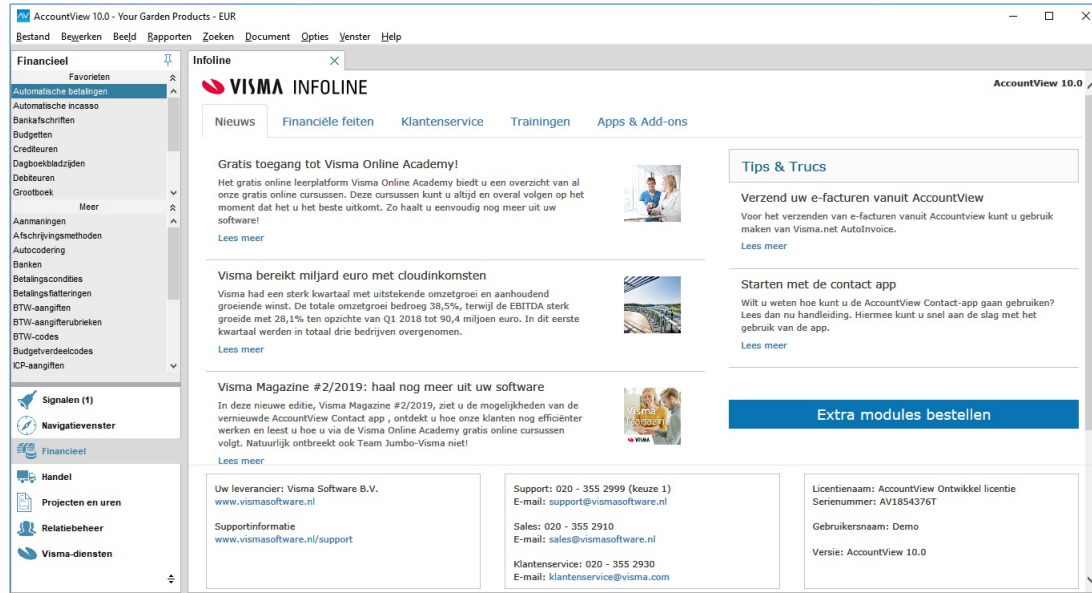 AccountView 10.0 - Your Garden Products - EUR
Bestand Bewerken Beeld Rapporten Zoeken Document Opties Venster Help
Financieel
Favorieten
Automatische betalingen
Automatische incasso
Bankafschriften
Budgetten
Crediteuren
Dagboekbladzijden
Debiteuren
Grootboek
Meer
Aanmaningen
Afschrijvingsmethoden
Autocodering
Banken
Betalingscondities
Betalingsfiatteringen
BTW-aangiften
BTW-aangifterubrieken
BTW-codes
Budgetverdeelcodes
ICP-aangiften
Signalen (1)
Navigatievenster
Financieel
Handel
Projecten en uren
Relatiebeheer
Visma-diensten
Infoline
VISMA INFOLINE
AccountView 10.0
Nieuws Financiële feiten Klantenservice Trainingen Apps & Add-ons
Gratis toegang tot Visma Online Academy!
Het gratis online leerplatform Visma Online Academy biedt u een overzicht van al
onze gratis online cursussen. Deze cursussen kunt u altijd en overal volgen op het
moment dat het u het beste uitkomt. Zo haalt u eenvoudig nog meer uit uw
software!
Lees meer
Visma bereikt miljard euro met cloudinkomsten
Visma had een sterk kwartaal met uitstekende omzetgroei en aanhoudend
groeiende winst. De totale omzetgroei bedroeg 38,5%, terwijl de EBITDA sterk
groeide met 28,1% ten opzichte van Q1 2018 tot 90,4 miljoen euro. In dit eerste
kwartaal werden in totaal drie bedrijven overgenomen.
Lees meer
Visma Magazine #2/2019: haal nog meer uit uw software
In deze nieuwe editie, Visma Magazine #2/2019, ziet u de mogelijkheden van de
vernieuwde AccountView Contact app , ontdekt u hoe onze klanten nog efficiënter
werken en leest u hoe u via de Visma Online Academy gratis online cursussen
volgt. Natuurlijk ontbreekt ook Team Jumbo-Visma niet!
Lees meer
Visma
Magazin
VISMA
Tips & Trucs
Verzend uw e-facturen vanuit AccountView
Voor het verzenden van e-facturen vanuit Accountview kunt u gebruik
maken van Visma.net AutoInvoice.
Lees meer
Starten met de contact app
Wilt u weten hoe kunt u de AccountView Contact-app gaan gebruiken?
Lees dan nu handleiding. Hiermee kunt u snel aan de slag met het
gebruik van de app.
Lees meer
Extra modules bestellen
Uw leverancier: Visma Software B.V.
www.vismasoftware.nl
Supportinformatie
www.vismasoftware.nl/support
Support: 020 - 355 2999 (keuze 1)
E-mail: support@vismasoftware.nl
Sales: 020 - 355 2910
E-mail: sales@vismasoftware.nl
Klantenservice: 020 - 355 2930
E-mail: klantenservice@visma.com
Licentienaam: AccountView Ontwikkel licentie
Serienummer: AV1854376T
Gebruikersnaam: Demo
Versie: AccountView 10.0